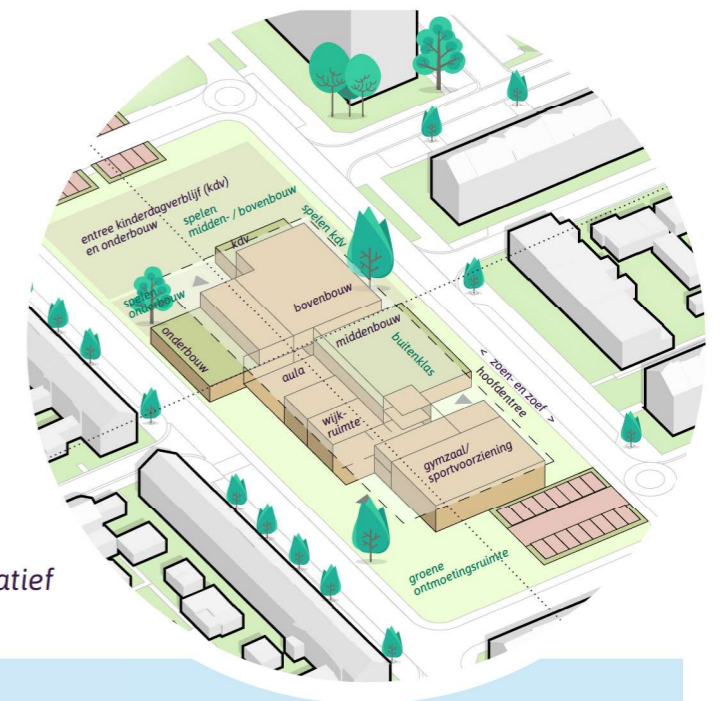 entree kinderdagverblijf (kdv)
en onderbouw
spelen
midden- / bovenbouw
kdv
spelen kdv
spelen
onderbouw
bovenbouw
onderbouw
middenbouw
buitenklas
aula
< zoen- en zoef >
hoofdentree
wijk-
ruimte
gymzaal/
sportvoorziening
groene
ontmoetingsruimte